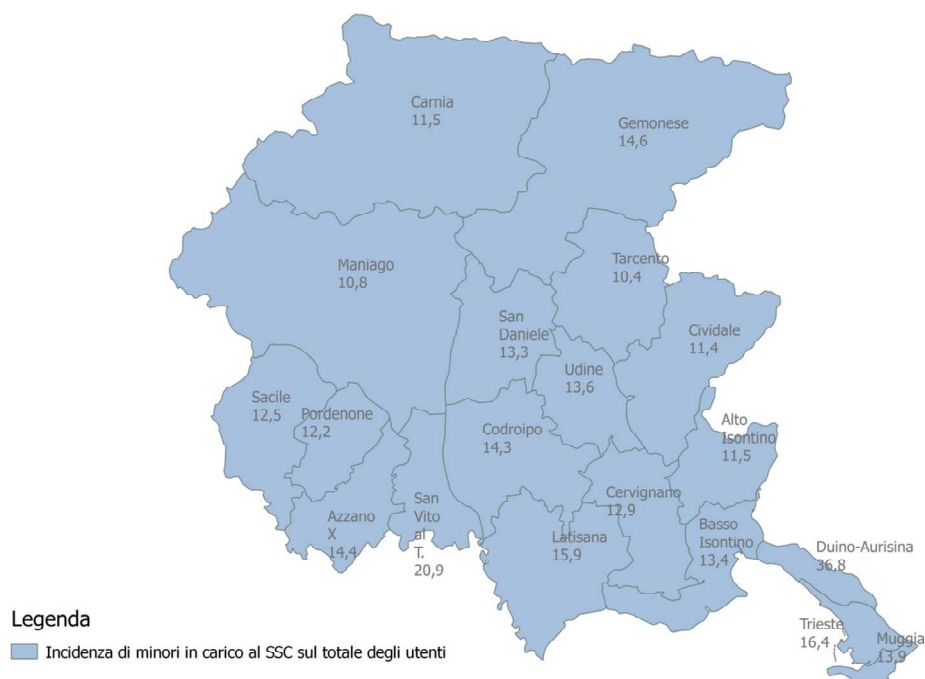 Carnia
11,5
Gemonese
14,6
Tarcento
10,4
Maniago
10,8
San
Daniele
13,3
Cividale
11,4
Udine
13,6
Sacile
12,5
Pordenone
12,2
Codroipo
14,3
Alto
Isontino
11,5
Azzano
X
14,4
San
Vito
al
T.
20,9
Latisana
15,9
Cervignano
12,9
Basso
Isontino
13,4
Duino-Aurisina
36,8
Trieste
16,4
Muggia
13,9
Legenda
Incidenza di minori in carico al SSC sul totale degli utenti